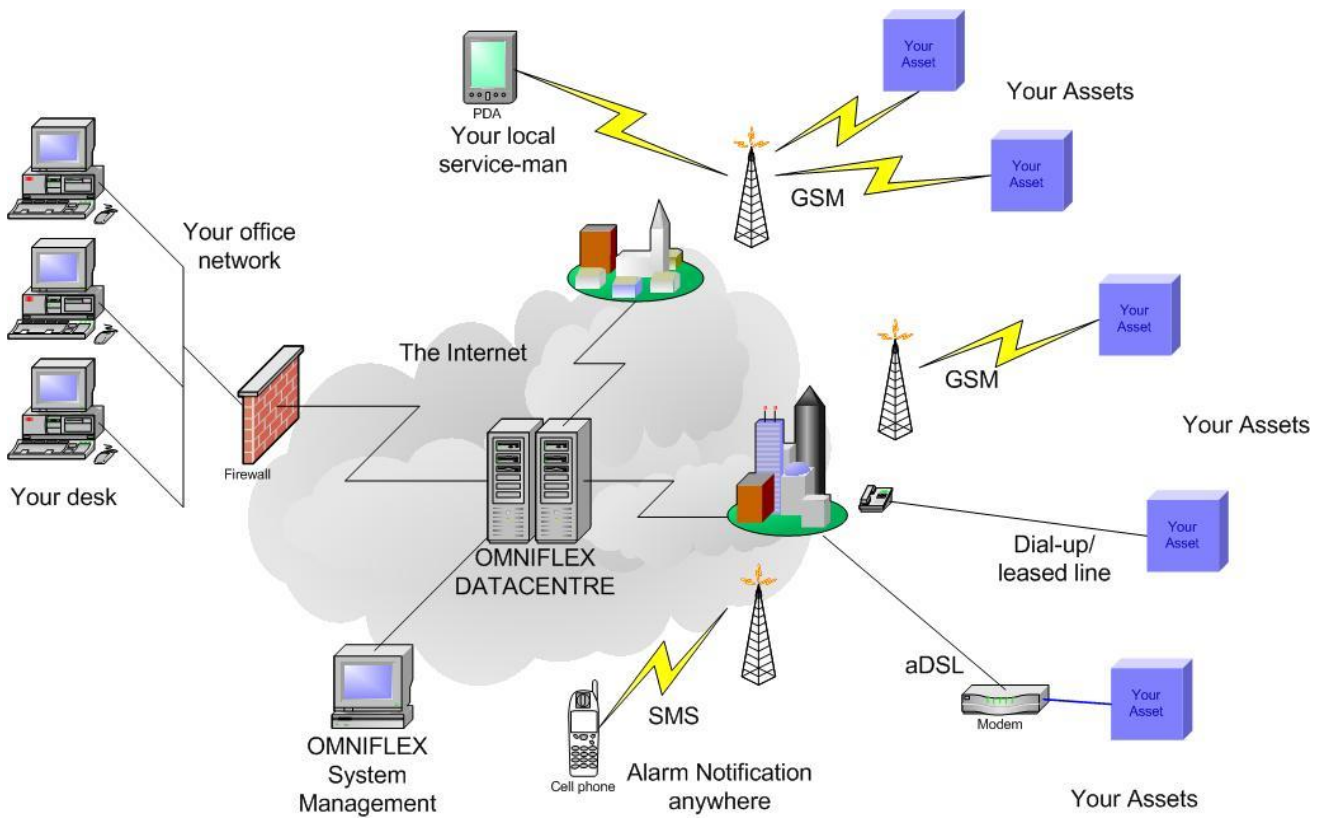 Your
Asset
Your Assets
PDA
Your local
service-man
Your
Asset
GSM
Your office
network
Your
Asset
The Internet
GSM
Your Assets
Firewall
Your desk
Your
Asset
OMNIFLEX
DATACENTRE
Dial-up/
leased line
aDSL
Your
Asset
SMS
Modem
OMNIFLEX
System
Management
Cell phone
Alarm Notification
anywhere
Your Assets